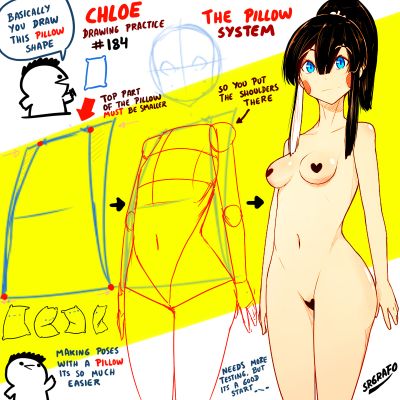 BASICALLY
YOU DRAW
THIS PILLOW
SHAPE
CHLOE
DRAWING PRACTICE
# 184
THE PILLOW
SYSTEM
TOP PART
OF THE PILLOW
MUST BE SMALLER
SO YOU PUT
THE SHOULDERS
THERE
MAKING POSES
WITH A PILLOW
ITS SO MUCH
EASIER
NEEDS MORE
TESTING, BUT
ITS A GOOD
START
SRGRAFO